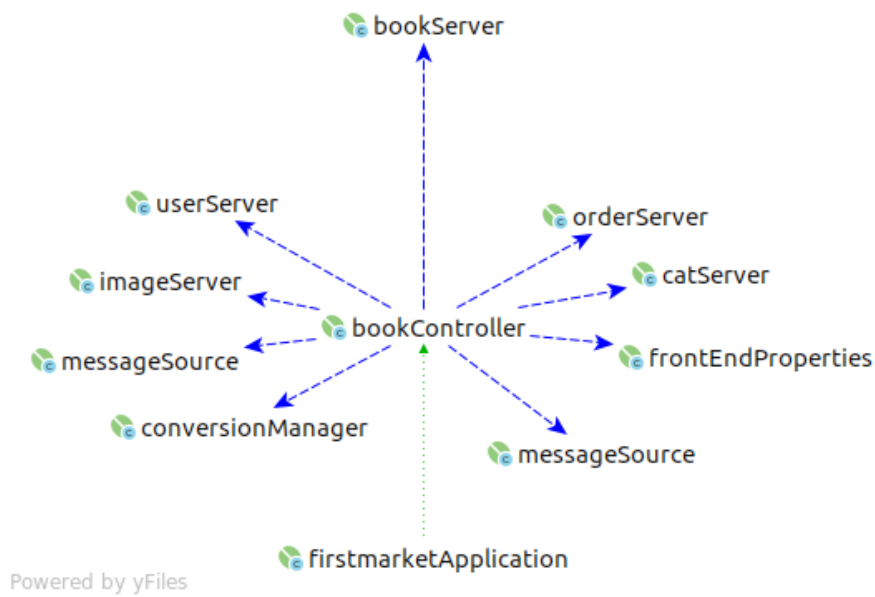 bookServer
userServer
orderServer
imageServer
catServer
bookController
messageSource
frontEndProperties
conversionManager
messageSource
firstmarketApplication
Powered by yFiles